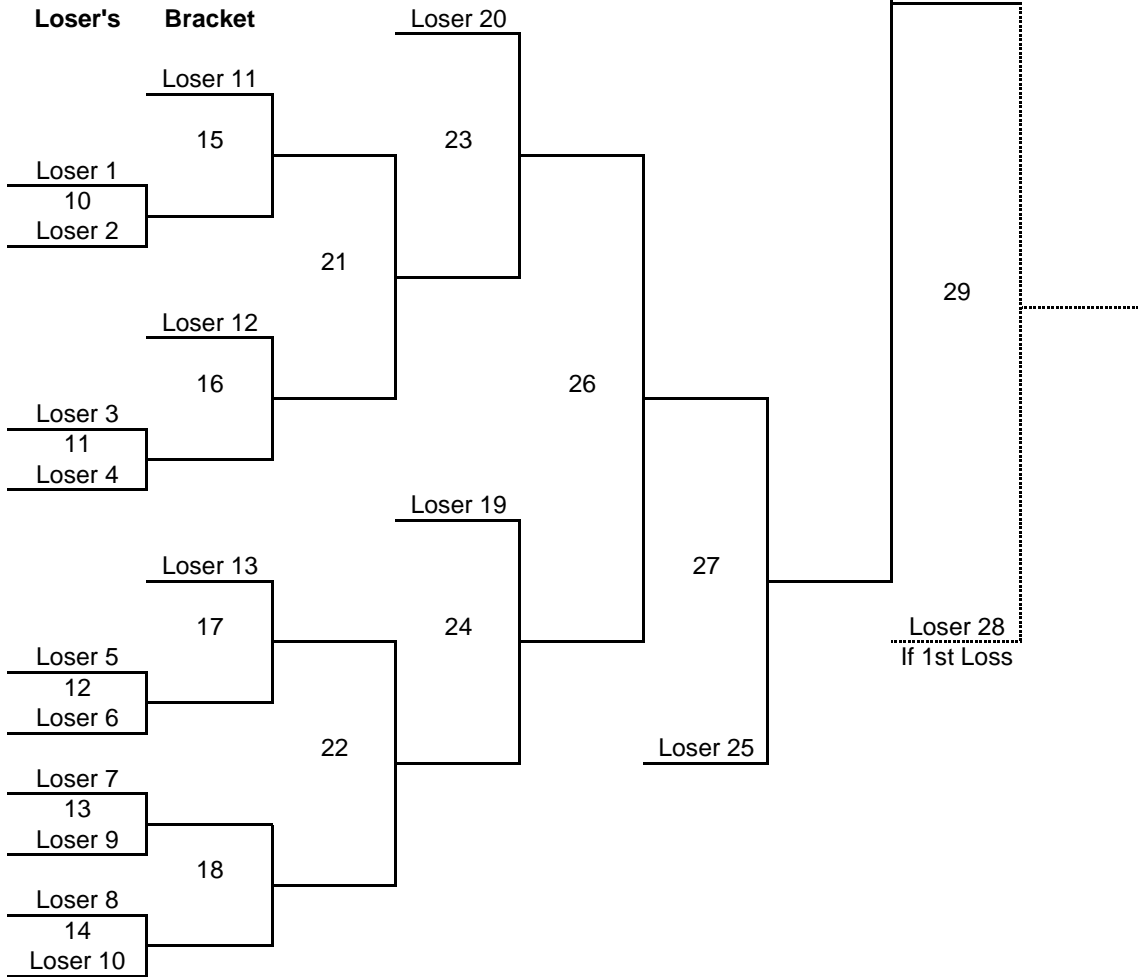 Loser's Bracket
Loser 20
Loser 11
15
23
Loser 1
10
Loser 2
21
29
Loser 12
16
26
Loser 3
11
Loser 4
Loser 19
Loser 13
27
17
24
Loser 28
Loser 5
If 1st Loss
12
Loser 6
22
Loser 25
Loser 7
13
Loser 9
18
Loser 8
14
Loser 10